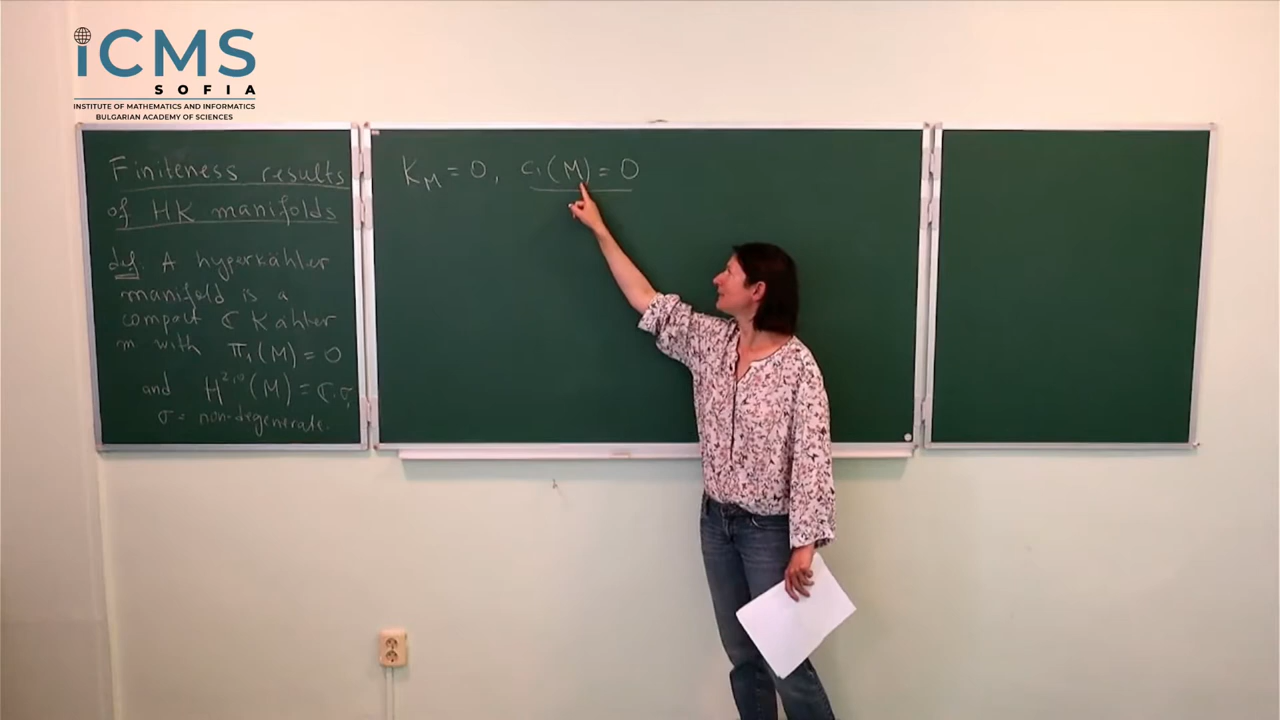 iCMS
SOFIA
INSTITUTE OF MATHEMATICS AND INFORMATICS
BULGARIAN ACADEMY OF SCIENCES
Finiteness results
of HK manifolds
def. A hyperkähler
manifold is a
compact ℂ Kähler
m with π₁(M)=0
and H²,⁰(M)=ℂ·σ,
σ = non-degenerate.
K_M = 0, c₁(M)=0